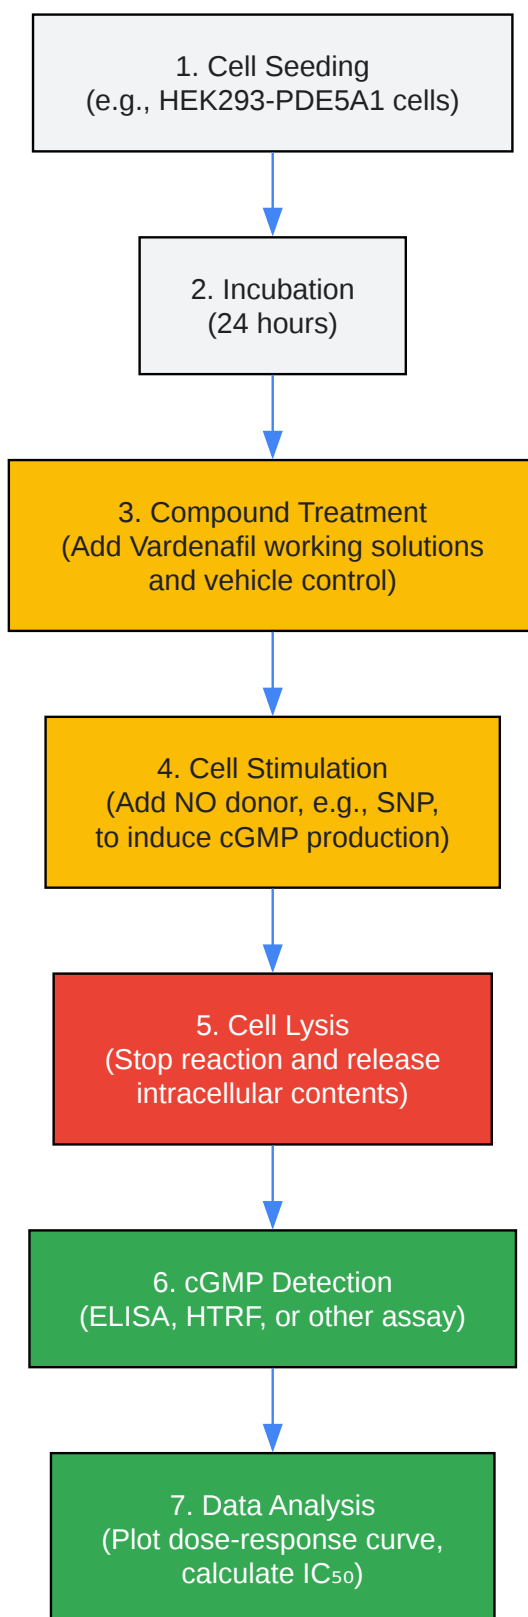 1. Cell Seeding
(e.g., HEK293-PDE5A1 cells)
2. Incubation
(24 hours)
3. Compound Treatment
(Add Vardenafil working solutions
and vehicle control)
4. Cell Stimulation
(Add NO donor, e.g., SNP,
to induce cGMP production)
5. Cell Lysis
(Stop reaction and release
intracellular contents)
6. cGMP Detection
(ELISA, HTRF, or other assay)
7. Data Analysis
(Plot dose-response curve,
calculate IC₅₀)